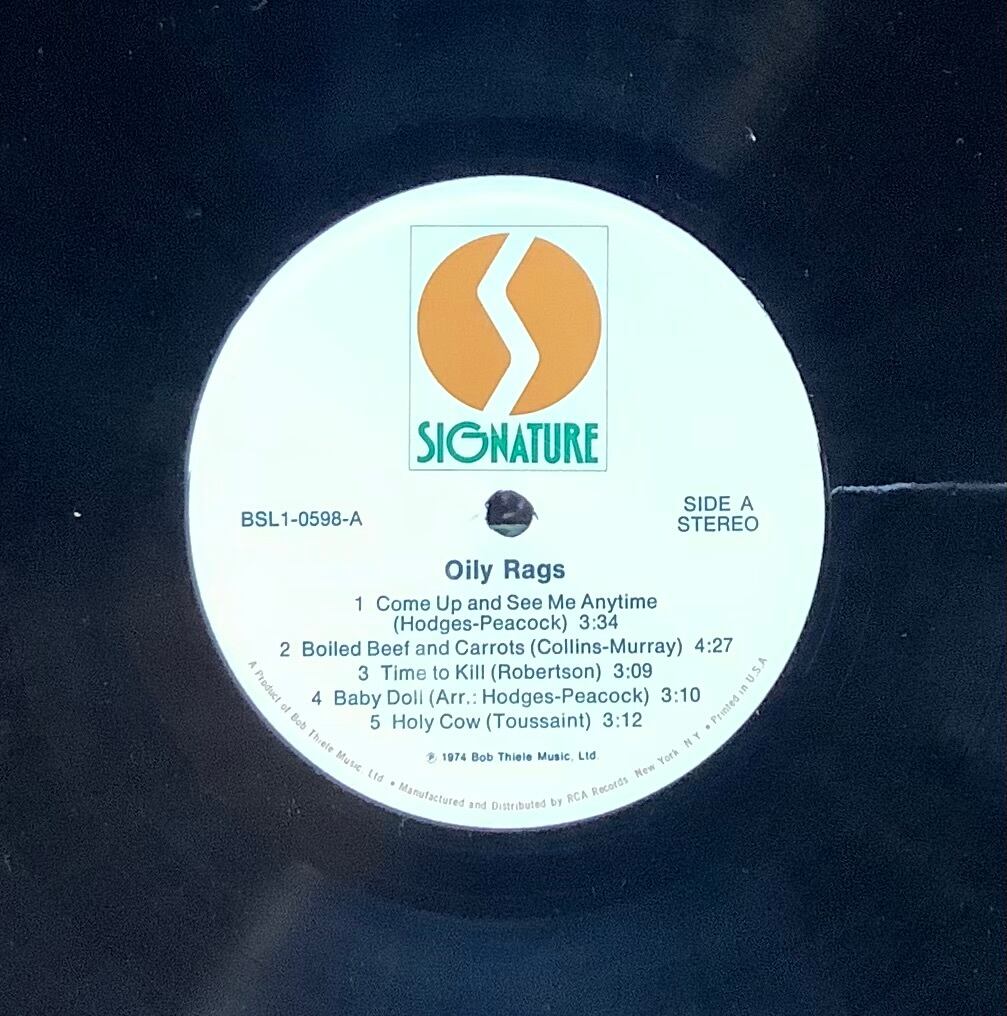 SIGNATURE
BSL1-0598-A
SIDE A
STEREO
Oily Rags
1 Come Up and See Me Anytime
(Hodges-Peacock) 3:34
2 Boiled Beef and Carrots (Collins-Murray) 4:27
3 Time to Kill (Robertson) 3:09
4 Baby Doll (Arr.: Hodges-Peacock) 3:10
5 Holy Cow (Toussaint) 3:12
℗ 1974 Bob Thiele Music, Ltd.
A Product of Bob Thiele Music, Ltd • Manufactured and Distributed by RCA Records New York N Y. • Printed in U.S.A